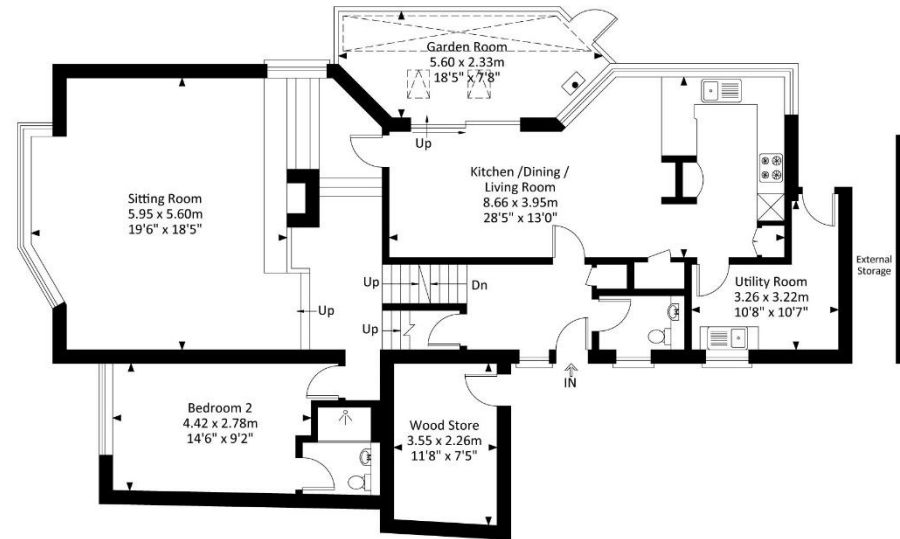 Garden Room
5.60 x 2.33m
18'5" x 7'8"
Up
Kitchen /Dining /
Living Room
8.66 x 3.95m
28'5" x 13'0"
Sitting Room
5.95 x 5.60m
19'6" x 18'5"
Up
Dn
Up
Up
Utility Room
3.26 x 3.22m
10'8" x 10'7"
External
Storage
IN
Bedroom 2
4.42 x 2.78m
14'6" x 9'2"
Wood Store
3.55 x 2.26m
11'8" x 7'5"